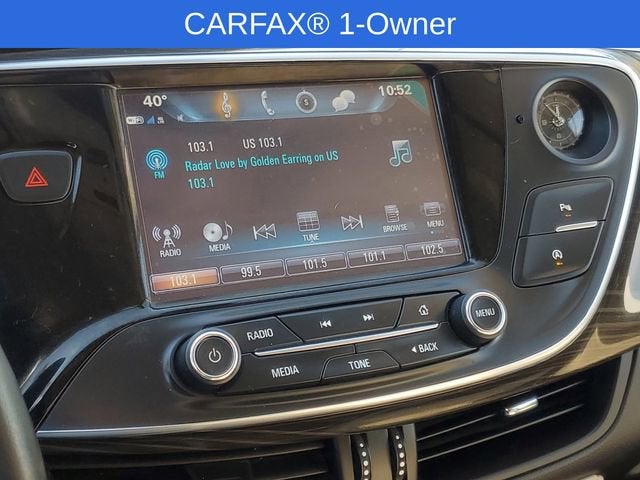 CARFAX® 1-Owner
40°
10:52
103.1 US 103.1
Radar Love by Golden Earring on US
103.1
FM
RADIO
MEDIA
TUNE
BROWSE
MENU
103.1 99.5 101.5 101.1 102.5
RADIO
MENU
MEDIA
TONE
BACK